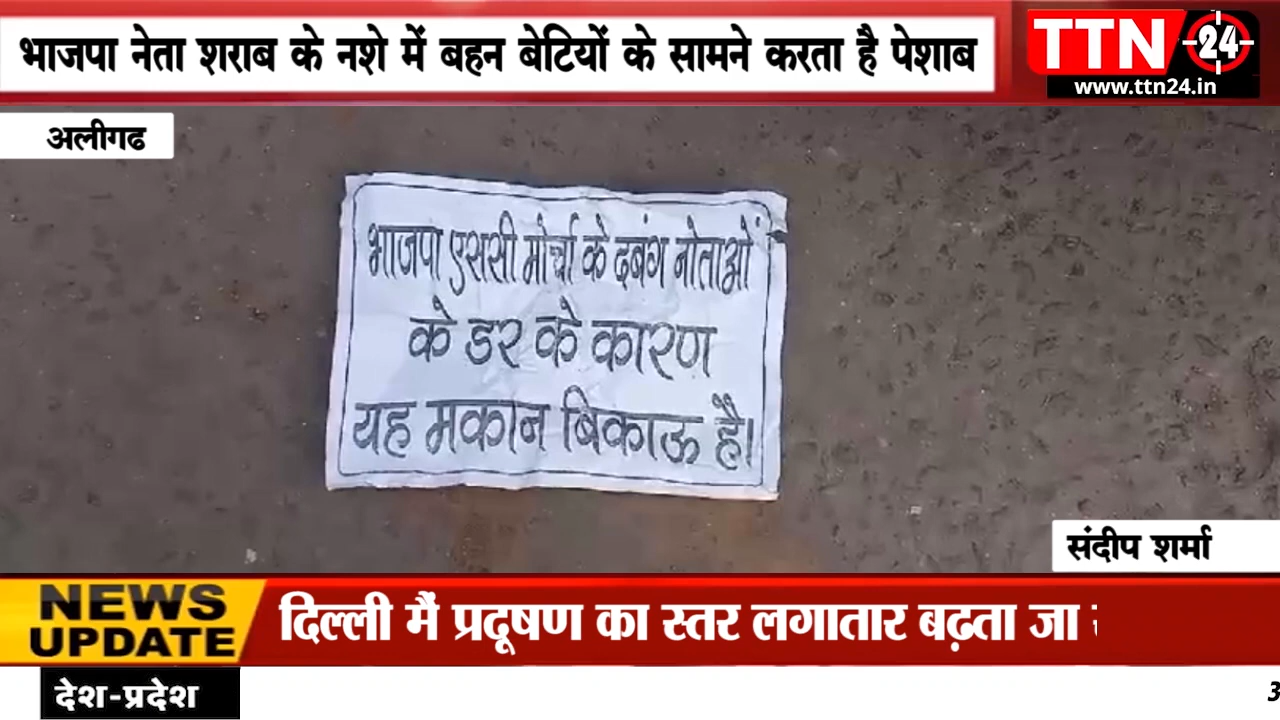 भाजपा नेता शराब के नशे में बहन बेटियों के सामने करता है पेशाब
TTN 24
www.ttn24.in
अलीगढ
भाजपा एससी मोर्चा के दबंग नोताओं
के डर के कारण
यह मकान बिकाऊ है।
संदीप शर्मा
NEWS
UPDATE
दिल्ली मैं प्रदूषण का स्तर लगातार बढ़ता जा
देश-प्रदेश
3